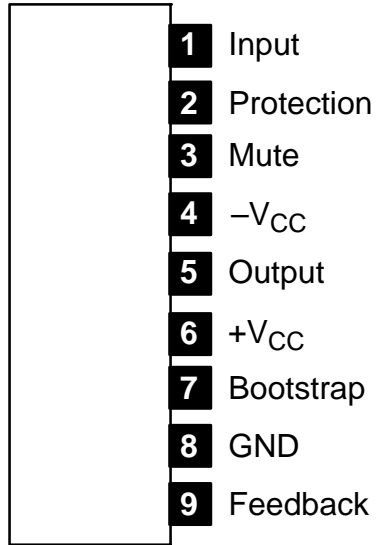 1 Input
2 Protection
3 Mute
4 –VCC
5 Output
6 +VCC
7 Bootstrap
8 GND
9 Feedback